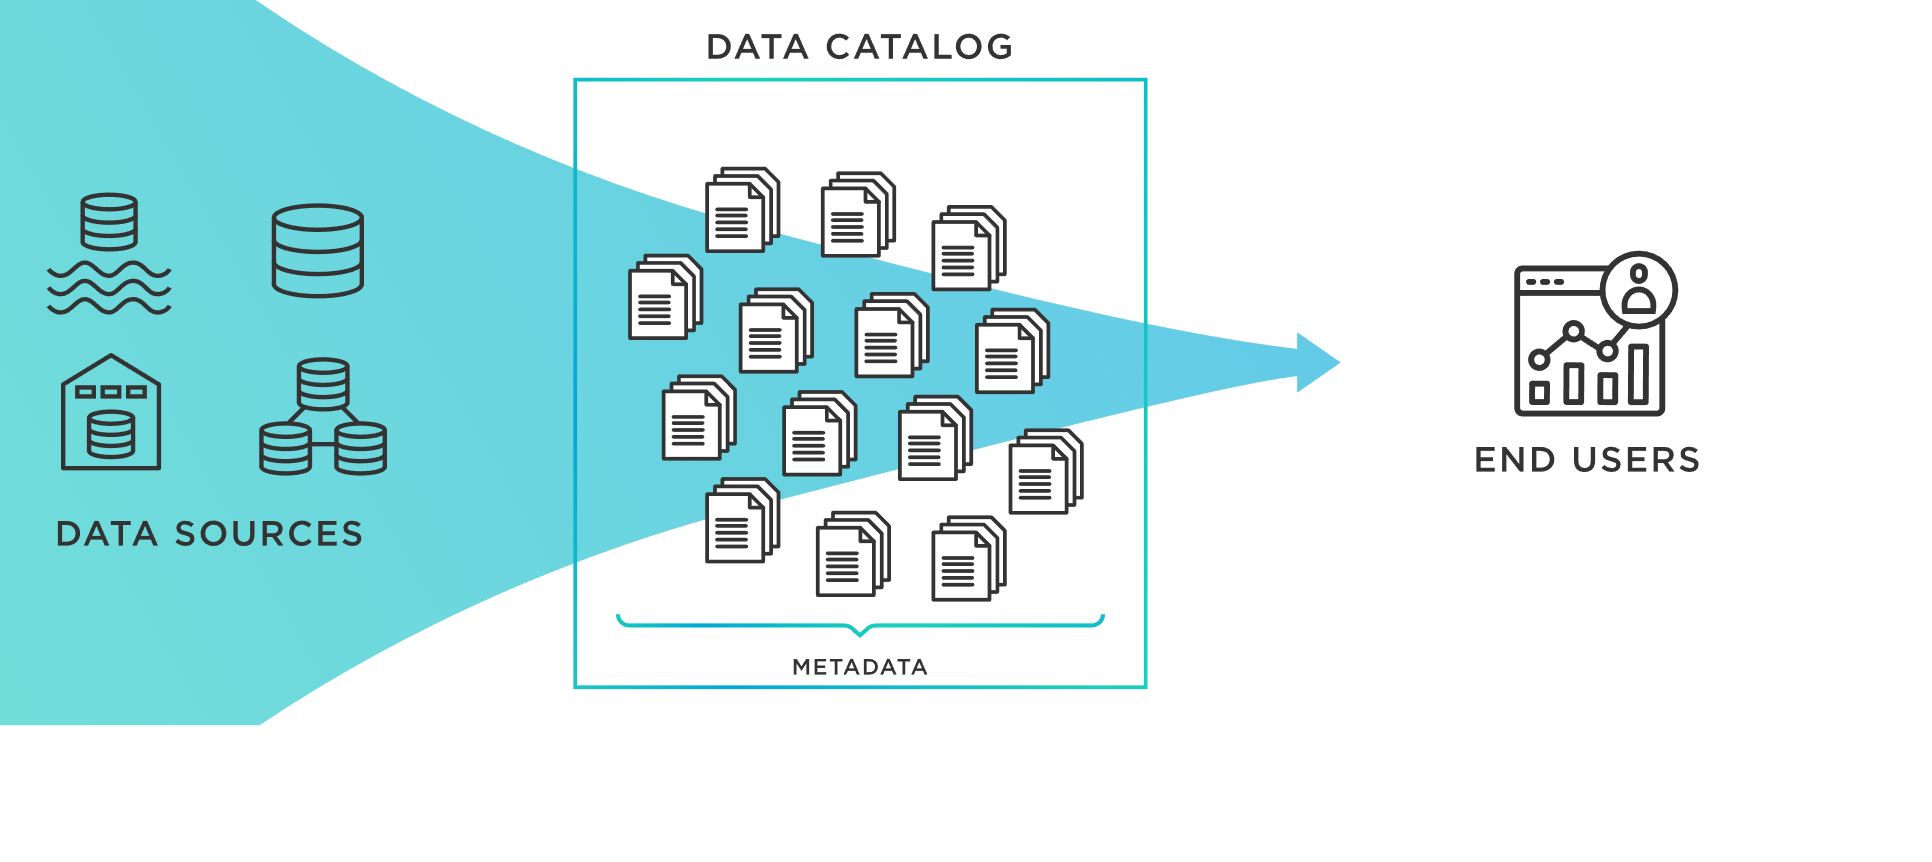 DATA CATALOG
DATA SOURCES
METADATA
END USERS